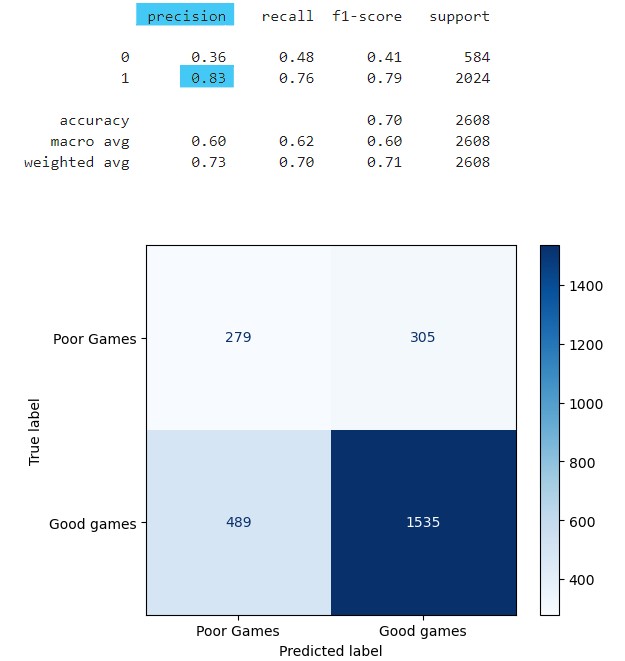 precision recall f1-score support
0 0.36 0.48 0.41 584
1 0.83 0.76 0.79 2024
accuracy 0.70 2608
macro avg 0.60 0.62 0.60 2608
weighted avg 0.73 0.70 0.71 2608
1400
Poor Games 279 305
1200
1000
True label
800
Good games 489 1535
600
400
Poor Games Good games
Predicted label